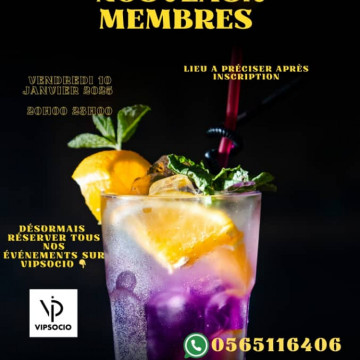 MEMBRES
LIEU A PRÉCISER APRÈS
INSCRIPTION
VENDREDI 10
JANVIER 2025
20H00 23H00
DÉSORMAIS
RÉSERVER TOUS
NOS
ÉVÉNEMENTS SUR
VIPSOCIO 👇
VIP
VIPSOCIO
0565116406